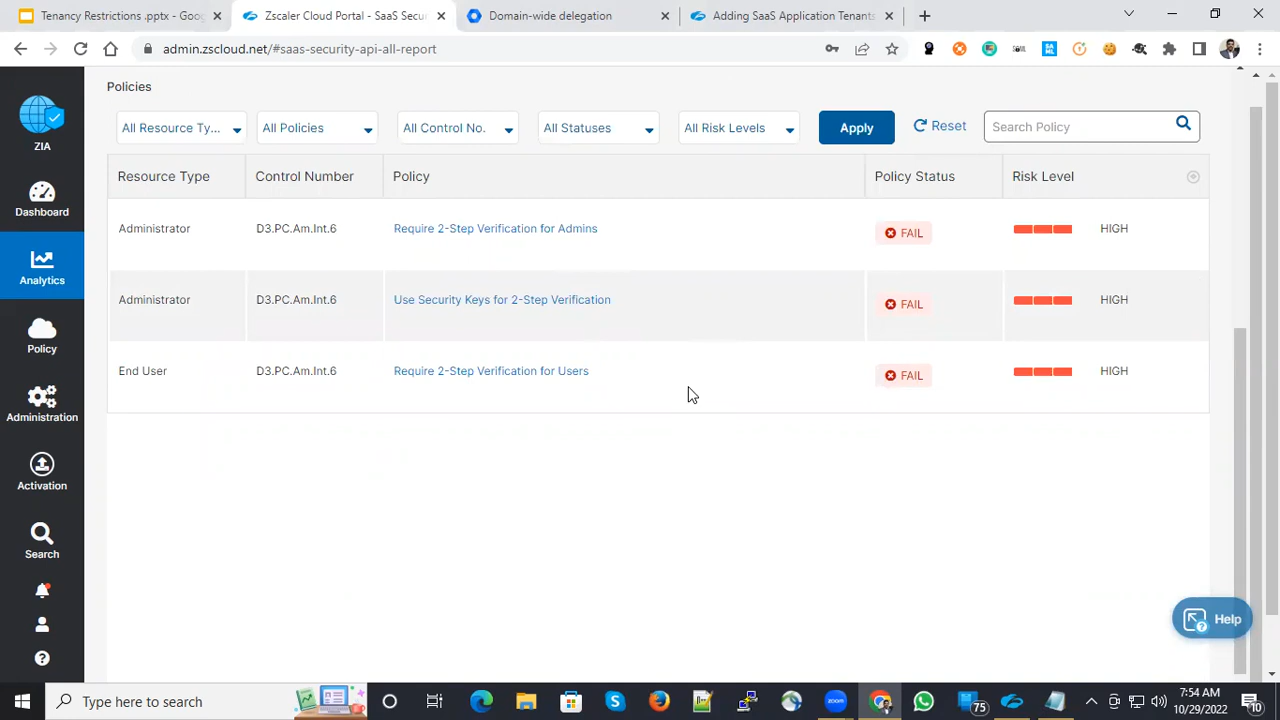 Tenancy Restrictions .pptx - Goog
Zscaler Cloud Portal - SaaS Secu
Domain-wide delegation
Adding SaaS Application Tenants
admin.zscloud.net/#saas-security-api-all-report
ZIA
Dashboard
Analytics
Policy
Administration
Activation
Search
Policies
All Resource Ty...
All Policies
All Control No.
All Statuses
All Risk Levels
Apply
Reset
Search Policy
Resource Type Control Number Policy Policy Status Risk Level
Administrator D3.PC.Am.Int.6 Require 2-Step Verification for Admins FAIL HIGH
Administrator D3.PC.Am.Int.6 Use Security Keys for 2-Step Verification FAIL HIGH
End User D3.PC.Am.Int.6 Require 2-Step Verification for Users FAIL HIGH
Help
Type here to search
75
7:54 AM
10/29/2022
10